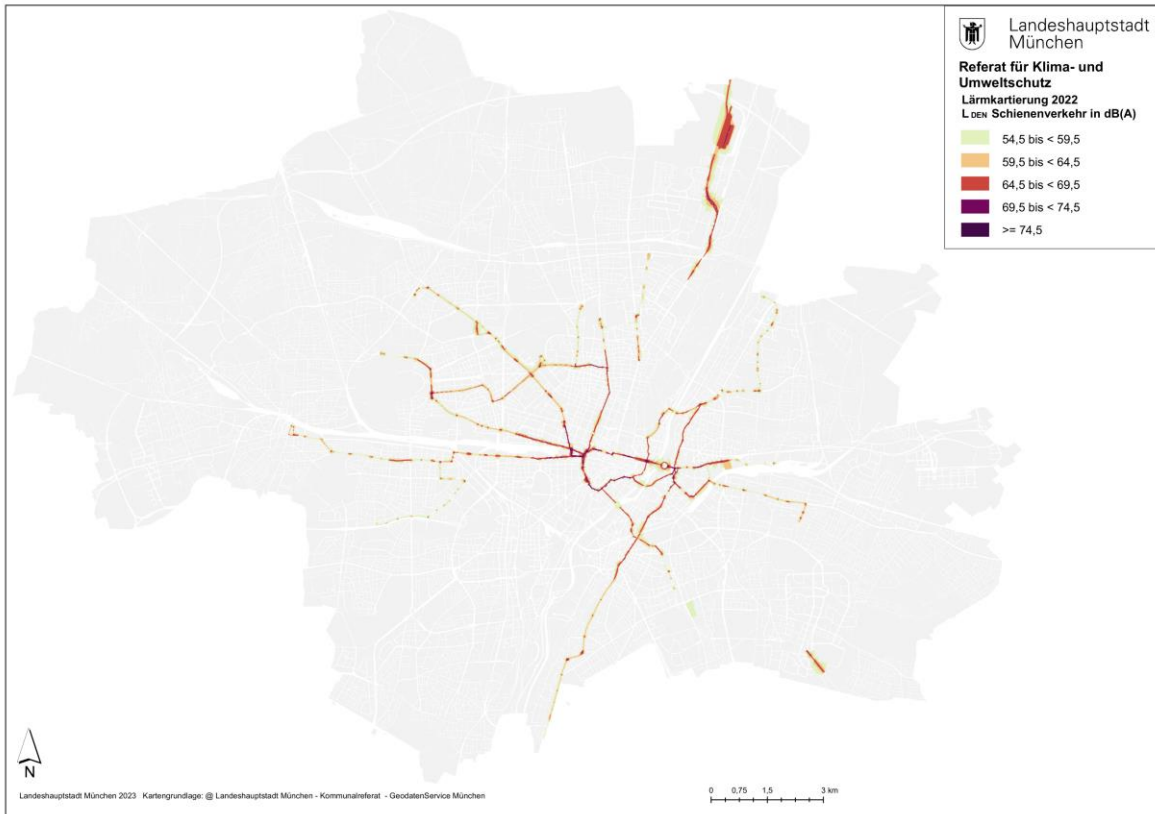 Landeshauptstadt
München
Referat für Klima- und
Umweltschutz
Lärmkartierung 2022
L DEN Schienenverkehr in dB(A)
54,5 bis < 59,5
59,5 bis < 64,5
64,5 bis < 69,5
69,5 bis < 74,5
>= 74,5
N
Landeshauptstadt München 2023 Kartengrundlage: @ Landeshauptstadt München - Kommunalreferat - GeodatenService München
0 0,75 1,5 3 km